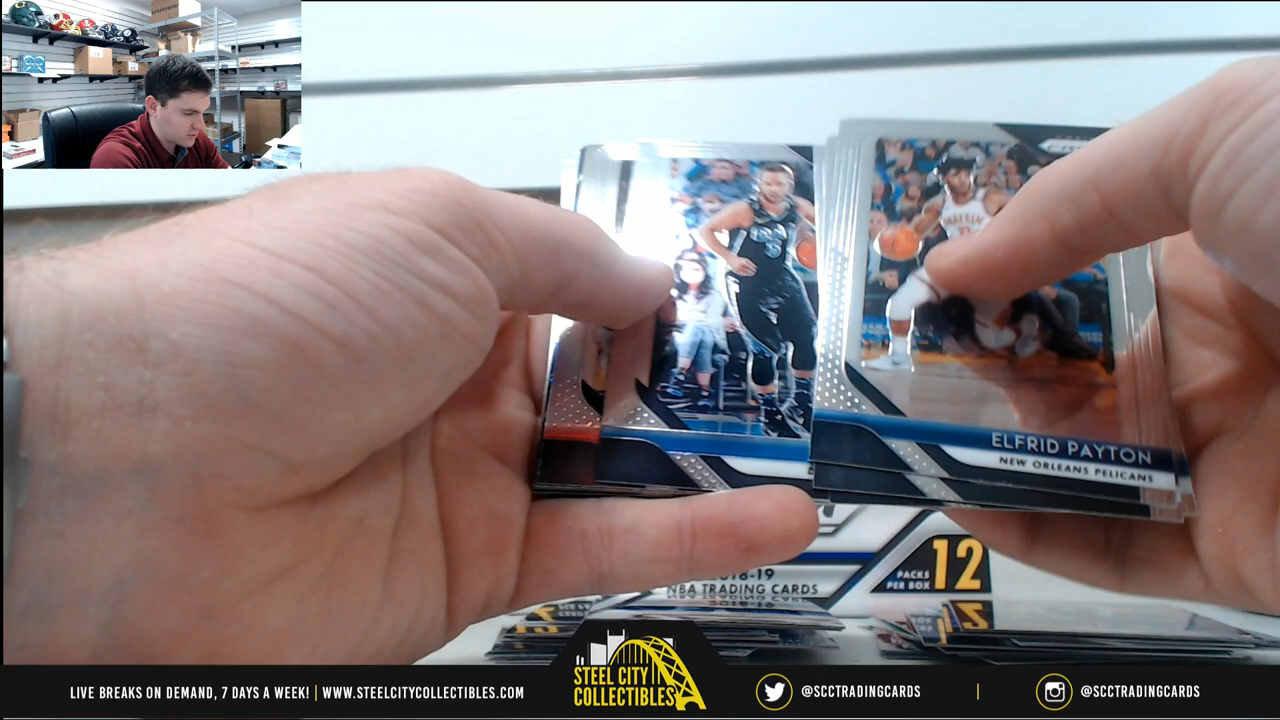 ELFRID PAYTON
NEW ORLEANS PELICANS
2018-19
NBA TRADING CARDS
PACKS
PER BOX
12
STEEL CITY
COLLECTIBLES
LIVE BREAKS ON DEMAND, 7 DAYS A WEEK! | WWW.STEELCITYCOLLECTIBLES.COM
@SCCTRADINGCARDS
@SCCTRADINGCARDS